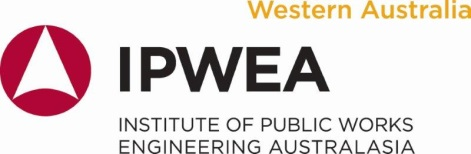 Western Australia
IPWEA
INSTITUTE OF PUBLIC WORKS
ENGINEERING AUSTRALASIA